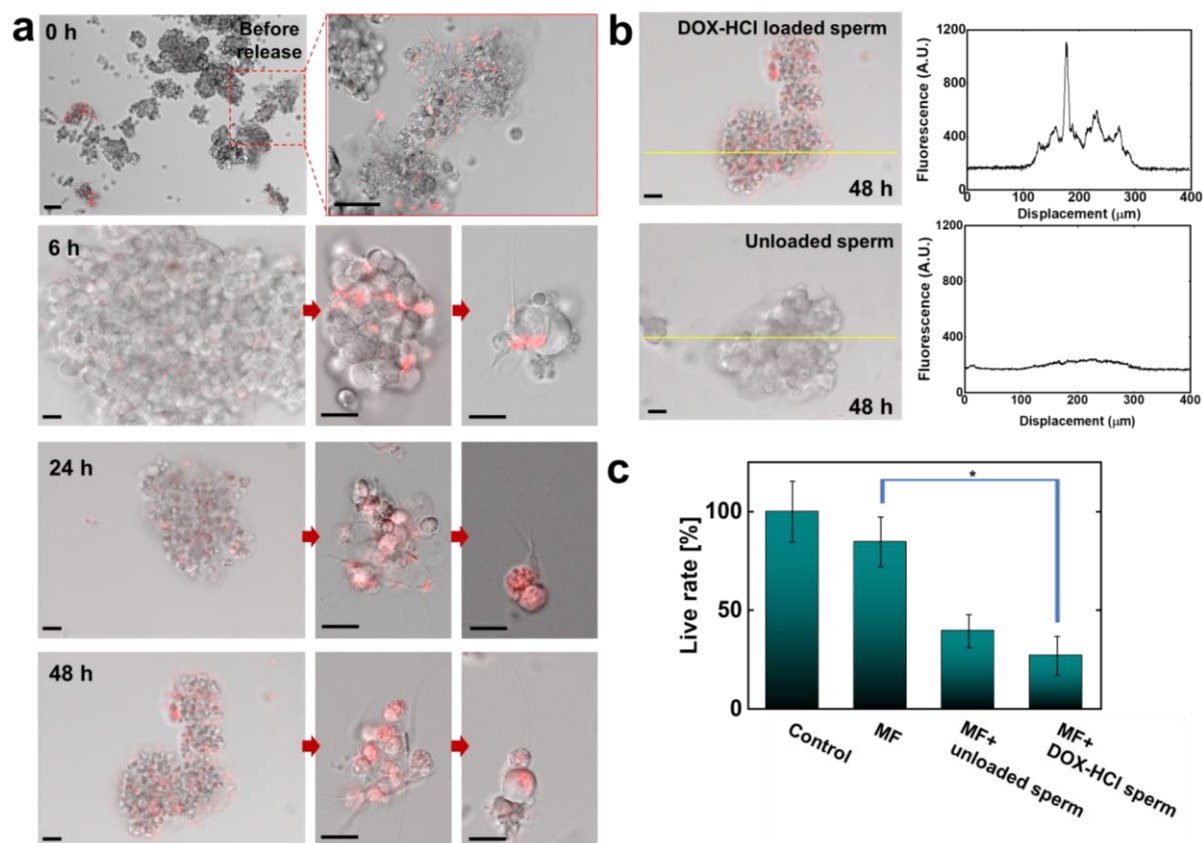 a
0 h
Before
release
6 h
24 h
48 h
b
DOX-HCl loaded sperm
48 h
Fluorescence (A.U.)
1200
800
400
0
0 100 200 300 400
Displacement (μm)
Unloaded sperm
48 h
Fluorescence (A.U.)
1200
800
400
0
0 100 200 300 400
Displacement (μm)
c
Live rate [%]
100
50
0
*
Control
MF
MF+
unloaded sperm
MF+
DOX-HCl sperm